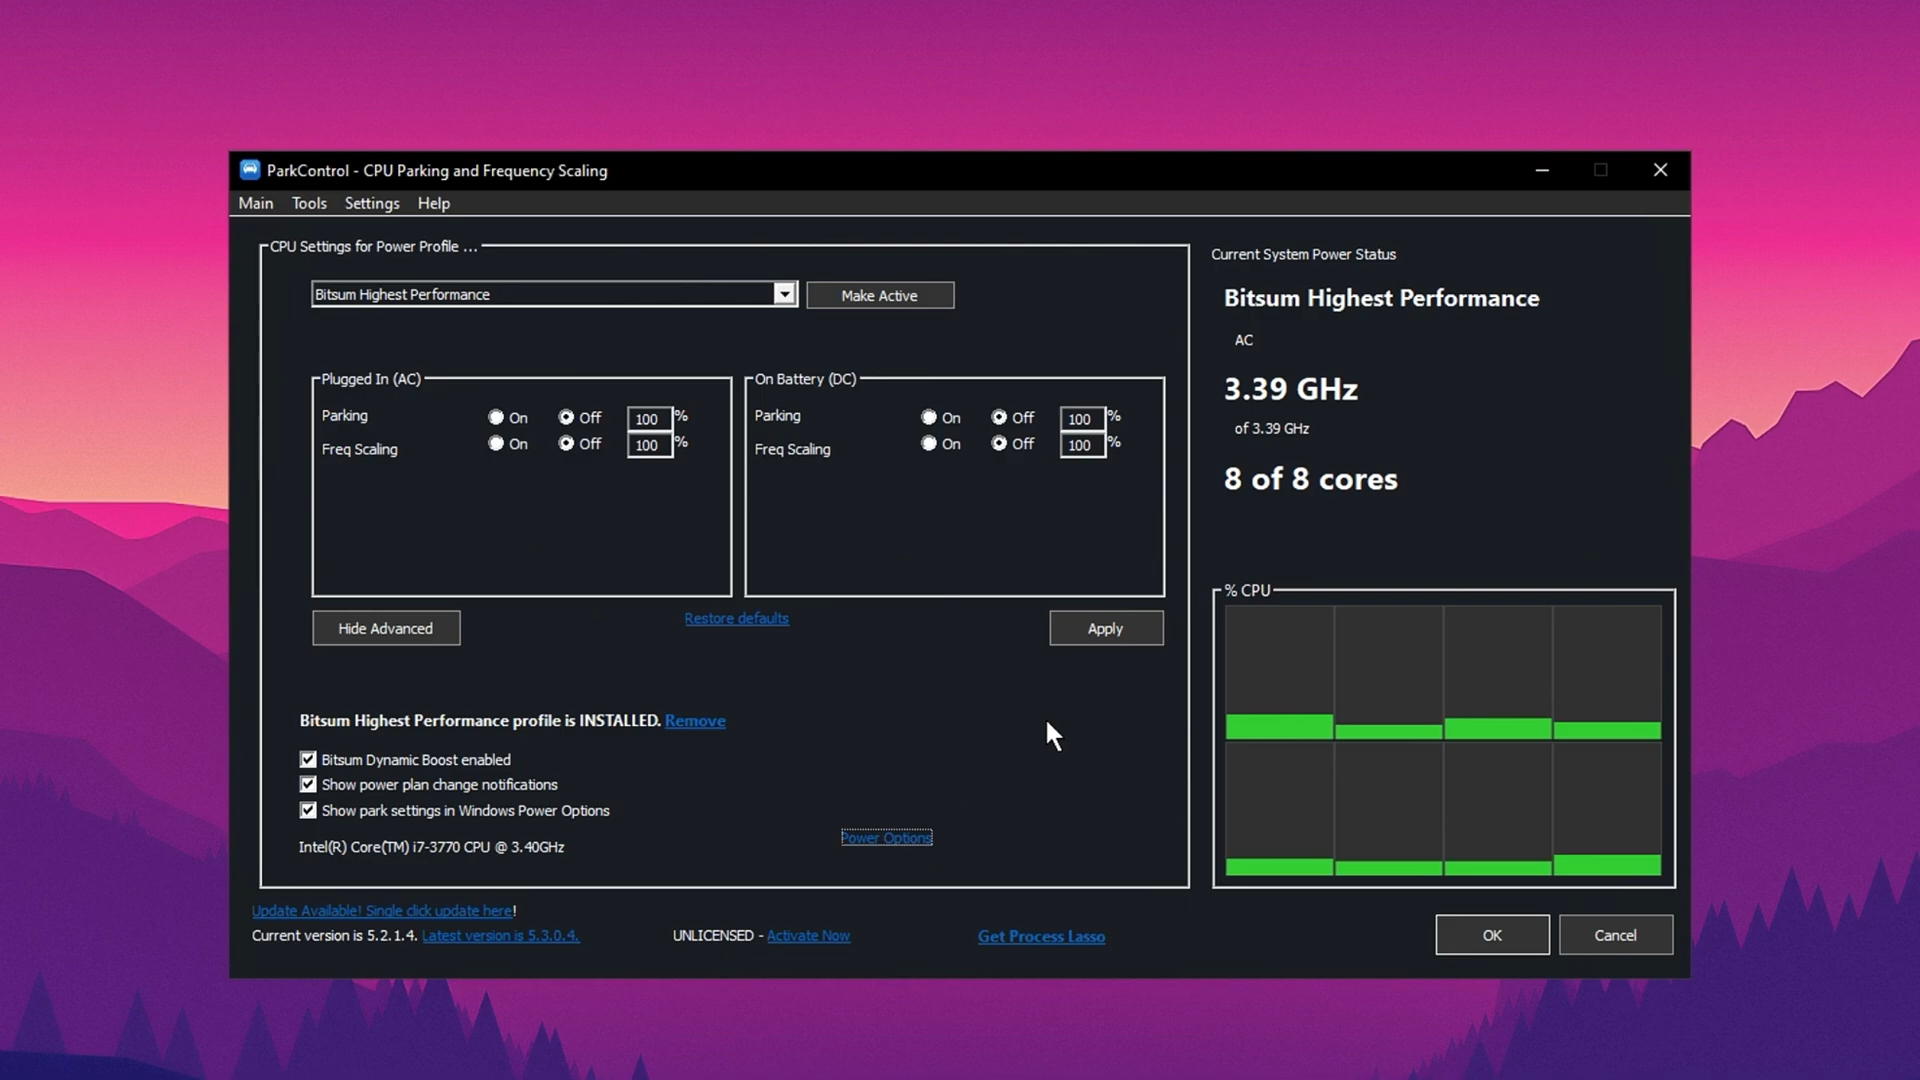 ParkControl - CPU Parking and Frequency Scaling
Main Tools Settings Help
CPU Settings for Power Profile ...
Bitsum Highest Performance
Make Active
Plugged In (AC)
Parking On Off 100 %
Freq Scaling On Off 100 %
On Battery (DC)
Parking On Off 100 %
Freq Scaling On Off 100 %
Hide Advanced
Restore defaults
Apply
Bitsum Highest Performance profile is INSTALLED. Remove
Bitsum Dynamic Boost enabled
Show power plan change notifications
Show park settings in Windows Power Options
Intel(R) Core(TM) i7-3770 CPU @ 3.40GHz
Power Options
Current System Power Status
Bitsum Highest Performance
AC
3.39 GHz
of 3.39 GHz
8 of 8 cores
% CPU
Update Available! Single click update here!
Current version is 5.2.1.4. Latest version is 5.3.0.4.
UNLICENSED - Activate Now
Get Process Lasso
OK
Cancel